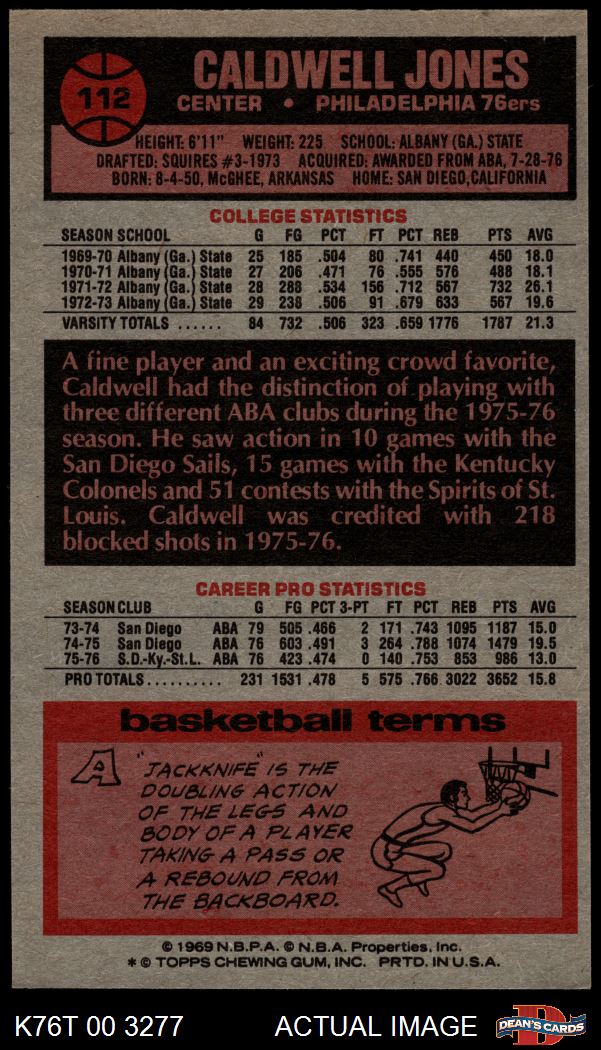 112
CALDWELL JONES
CENTER • PHILADELPHIA 76ers
HEIGHT: 6'11" WEIGHT: 225 SCHOOL: ALBANY (GA.) STATE
DRAFTED: SQUIRES #3-1973 ACQUIRED: AWARDED FROM ABA, 7-28-76
BORN: 8-4-50, McGHEE, ARKANSAS HOME: SAN DIEGO, CALIFORNIA
COLLEGE STATISTICS
SEASON SCHOOL G FG PCT FT PCT REB PTS AVG
1969-70 Albany (Ga.) State 25 185 .504 80 .741 440 450 18.0
1970-71 Albany (Ga.) State 27 206 .471 76 .555 576 488 18.1
1971-72 Albany (Ga.) State 28 288 .534 156 .712 567 732 26.1
1972-73 Albany (Ga.) State 29 238 .506 91 .679 633 567 19.6
VARSITY TOTALS ...... 84 732 .506 323 .659 1776 1787 21.3
A fine player and an exciting crowd favorite,
Caldwell had the distinction of playing with
three different ABA clubs during the 1975-76
season. He saw action in 10 games with the
San Diego Sails, 15 games with the Kentucky
Colonels and 51 contests with the Spirits of St.
Louis. Caldwell was credited with 218
blocked shots in 1975-76.
CAREER PRO STATISTICS
SEASON CLUB G FG PCT 3-PT FT PCT REB PTS AVG
73-74 San Diego ABA 79 505 .466 2 171 .743 1095 1187 15.0
74-75 San Diego ABA 76 603 .491 3 264 .788 1074 1479 19.5
75-76 S.D.-Ky.-St.L. ABA 76 423 .474 0 140 .753 853 986 13.0
PRO TOTALS.......... 231 1531 .478 5 575 .766 3022 3652 15.8
basketball terms
A "JACKKNIFE" IS THE
DOUBLING ACTION
OF THE LEGS AND
BODY OF A PLAYER
TAKING A PASS OR
A REBOUND FROM
THE BACKBOARD.
© 1969 N.B.P.A. © N.B.A. Properties, Inc.
* © TOPPS CHEWING GUM, INC. PRTD. IN U.S.A.
K76T 00 3277 ACTUAL IMAGE
D
DEAN'S CARDS